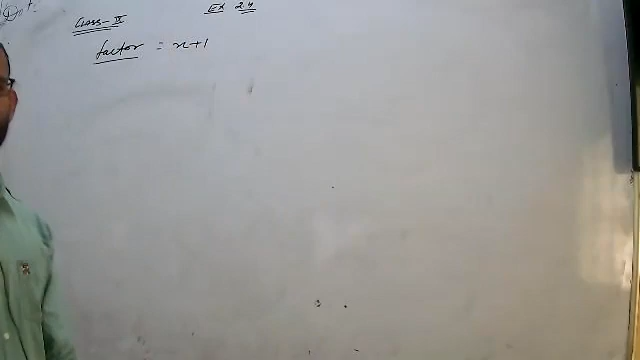 Class-IX
Ex 2.4
factor = x+1